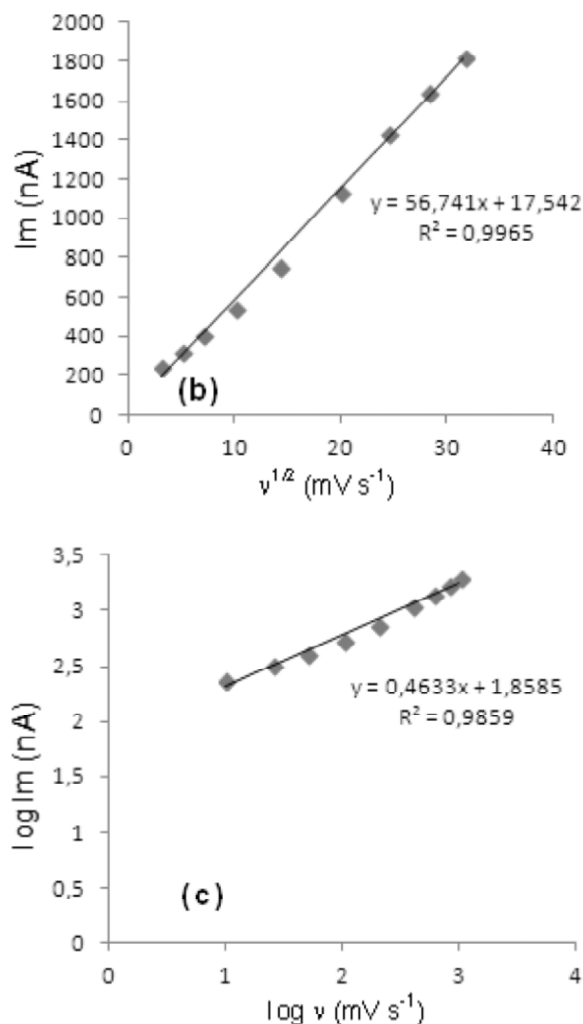 2000
1800
1600
1400
1200
1000
800
600
400
200
0
Im (nA)
y = 56,741x + 17,542
R² = 0,9965
(b)
0 10 20 30 40
ν^1/2 (mV s⁻¹)
3,5
3
2,5
2
1,5
1
0,5
0
log Im (nA)
y = 0,4633x + 1,8585
R² = 0,9859
(c)
0 1 2 3 4
log ν (mV s⁻¹)